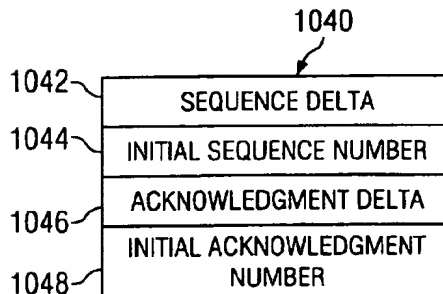 1040
1042
SEQUENCE DELTA
1044
INITIAL SEQUENCE NUMBER
1046
ACKNOWLEDGMENT DELTA
1048
INITIAL ACKNOWLEDGMENT
NUMBER